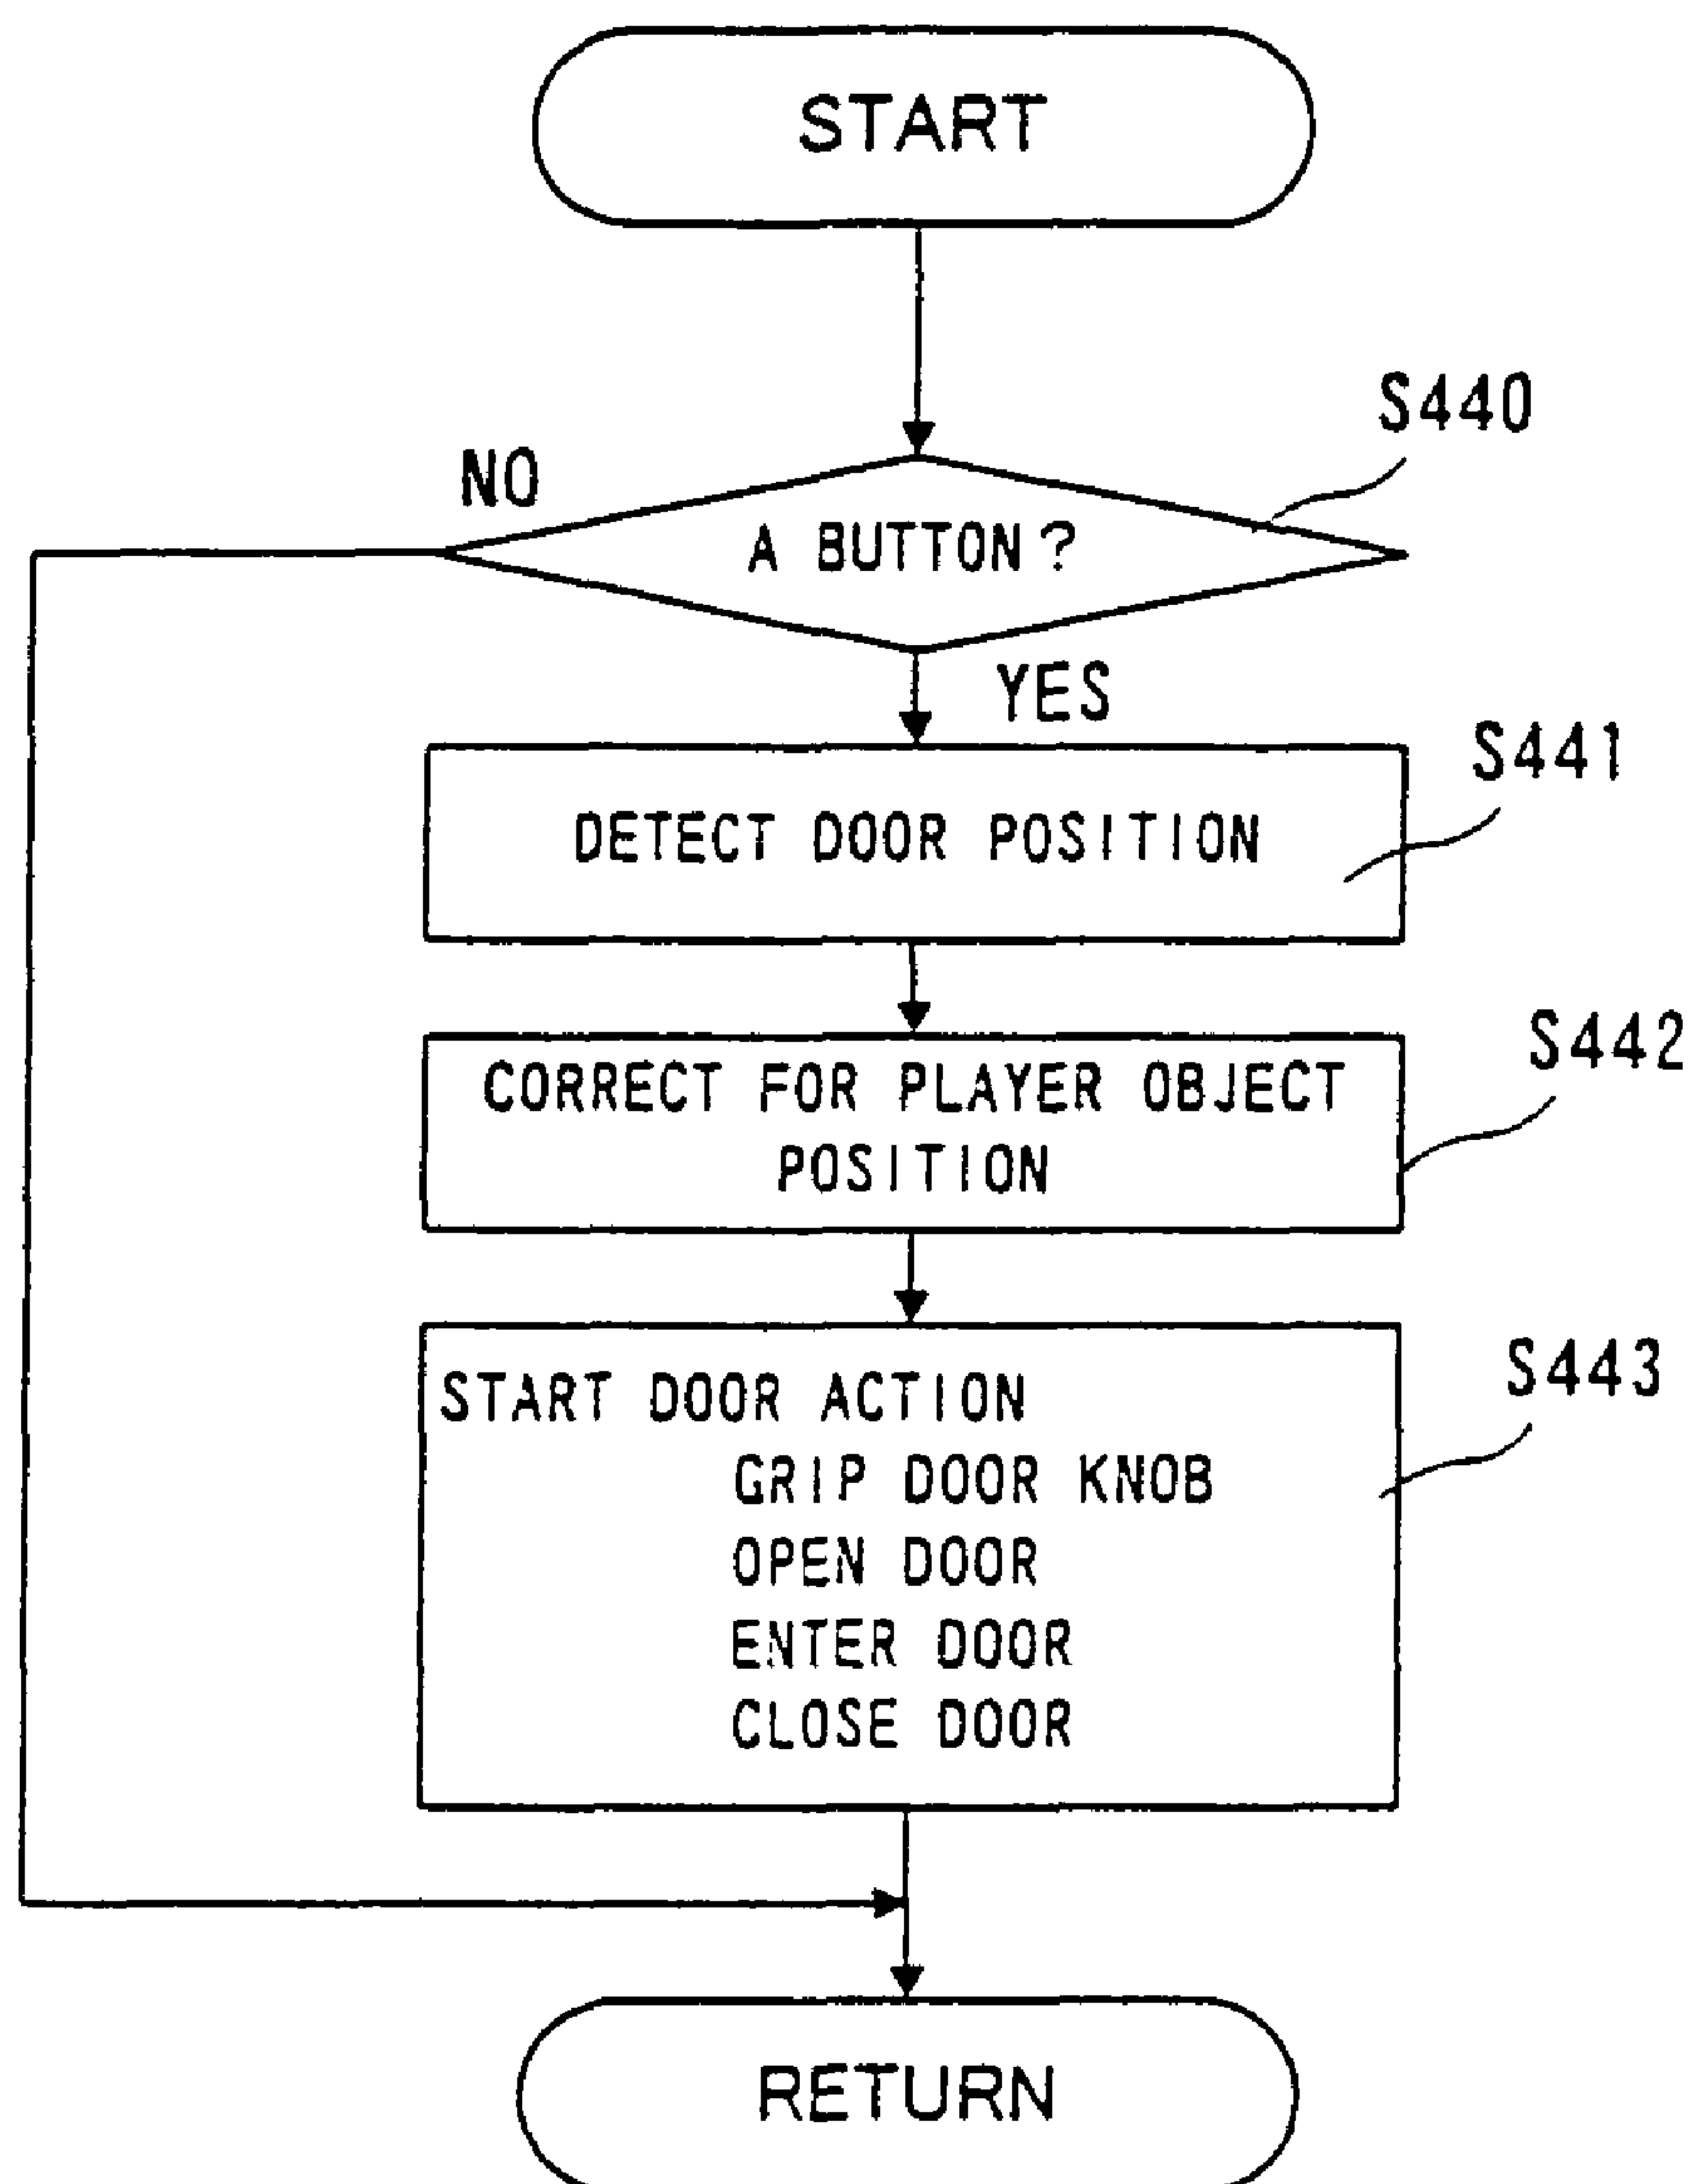 START
S440
NO
A BUTTON?
YES
S441
DETECT DOOR POSITION
S442
CORRECT FOR PLAYER OBJECT
POSITION
S443
START DOOR ACTION
GRIP DOOR KNOB
OPEN DOOR
ENTER DOOR
CLOSE DOOR
RETURN